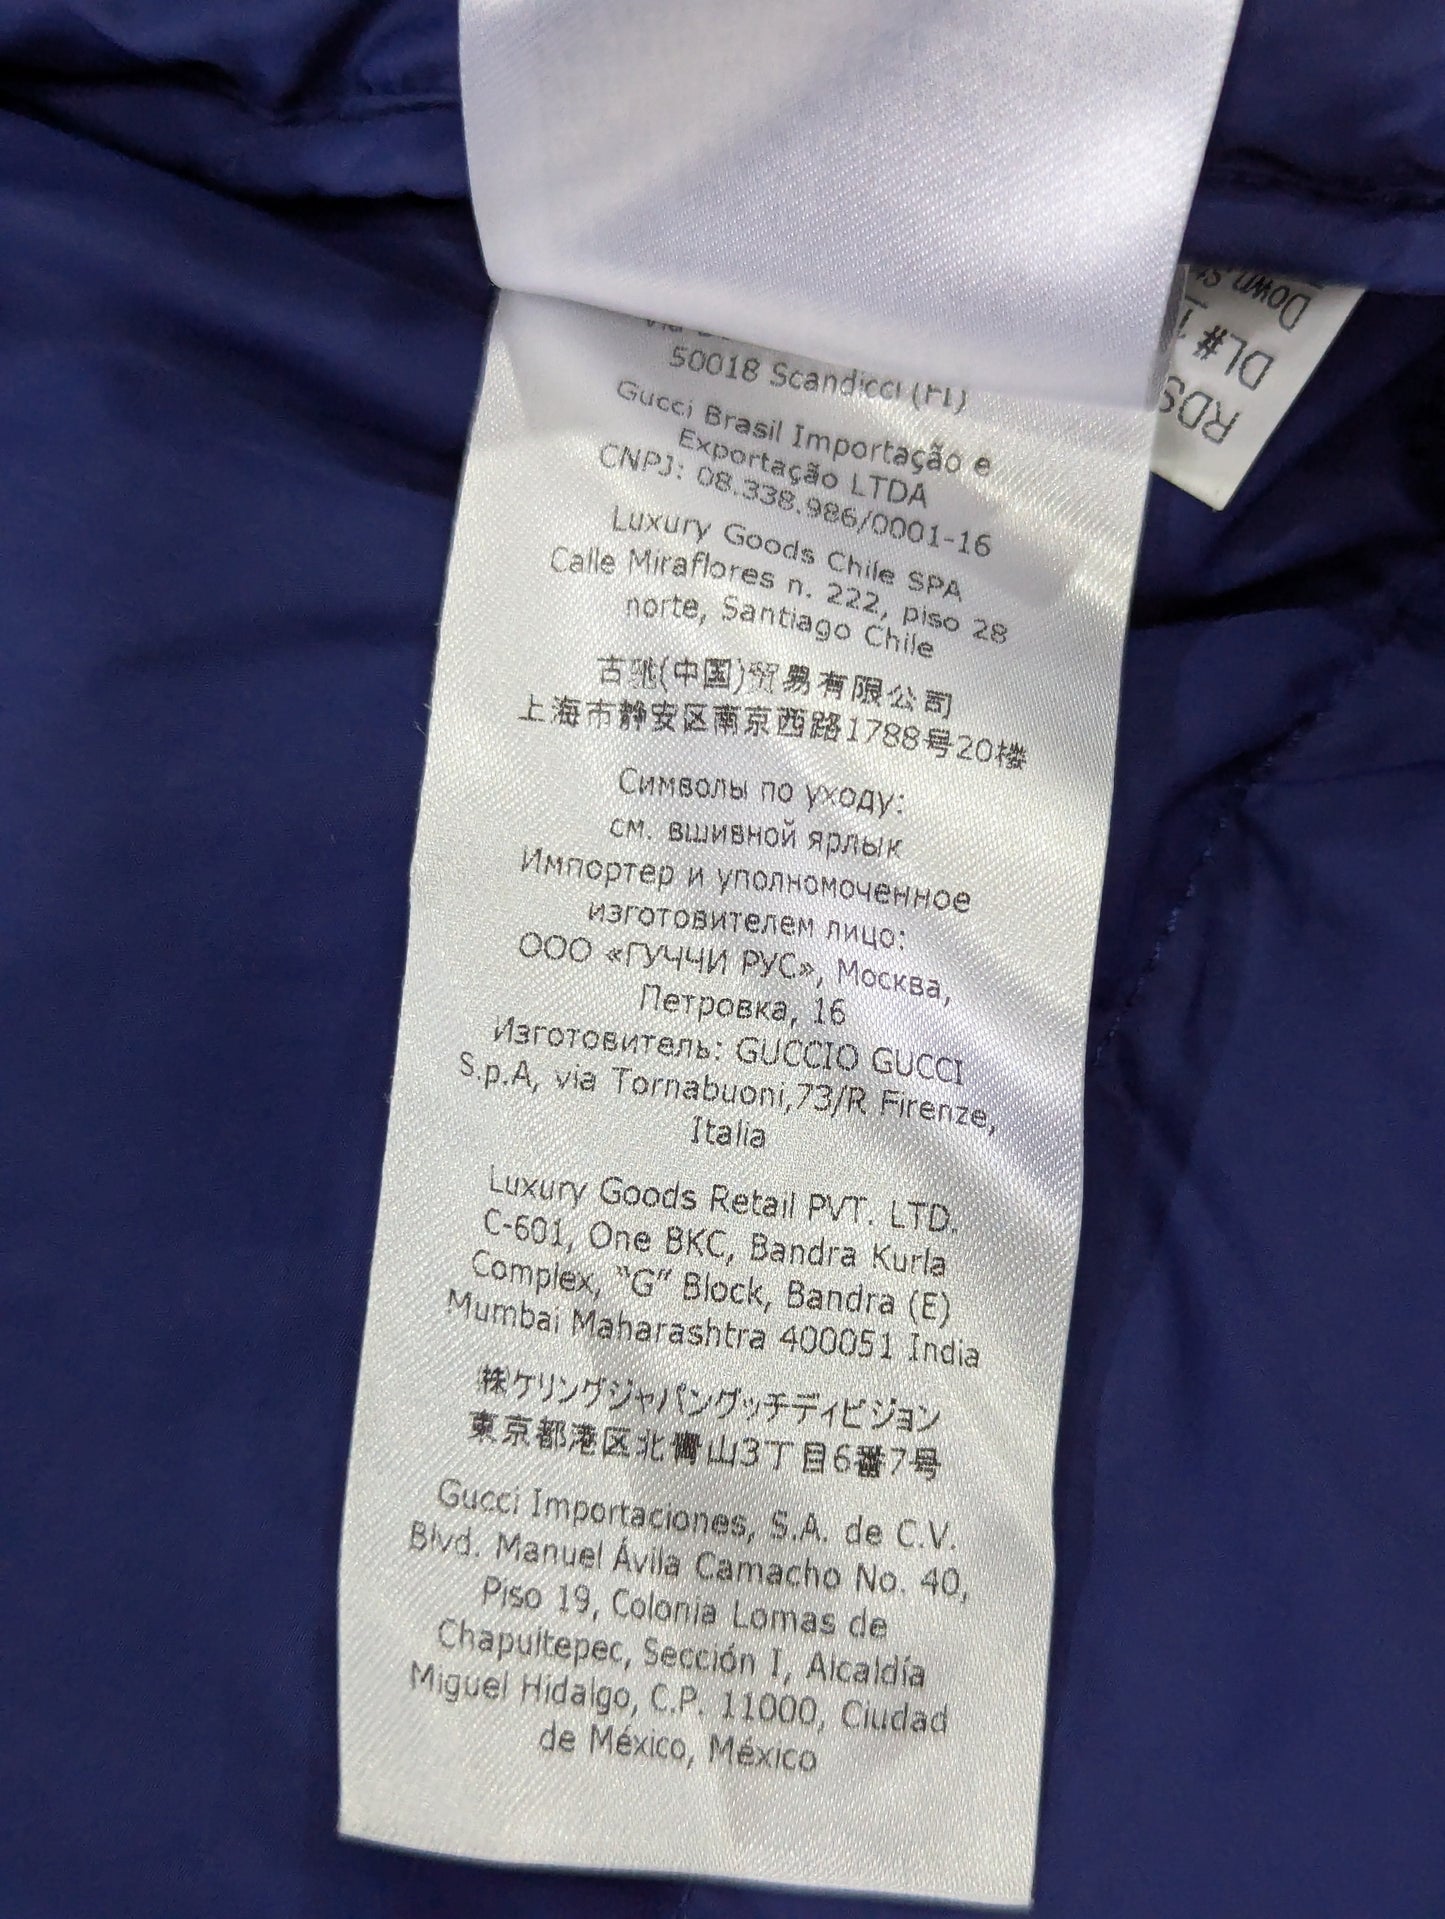 50018 Scandicci (FI)
Gucci Brasil Importação e
Exportação LTDA
CNPJ: 08.338.986/0001-16
Luxury Goods Chile SPA
Calle Miraflores n. 222, piso 28
norte, Santiago Chile
古驰(中国)贸易有限公司
上海市静安区南京西路1788号20楼
Символы по уходу:
см. вшивной ярлык
Импортер и уполномоченное
изготовителем лицо:
ООО «ГУЧЧИ РУС», Москва,
Петровка, 16
Изготовитель: GUCCIO GUCCI
S.p.A, via Tornabuoni,73/R Firenze,
Italia
Luxury Goods Retail PVT. LTD.
C-601, One BKC, Bandra Kurla
Complex, "G" Block, Bandra (E)
Mumbai Maharashtra 400051 India
㈱ケリングジャパングッチディビジョン
東京都港区北青山3丁目6番7号
Gucci Importaciones, S.A. de C.V.
Blvd. Manuel Ávila Camacho No. 40,
Piso 19, Colonia Lomas de
Chapultepec, Sección I, Alcaldía
Miguel Hidalgo, C.P. 11000, Ciudad
de México, México
RDS
DL#
Down